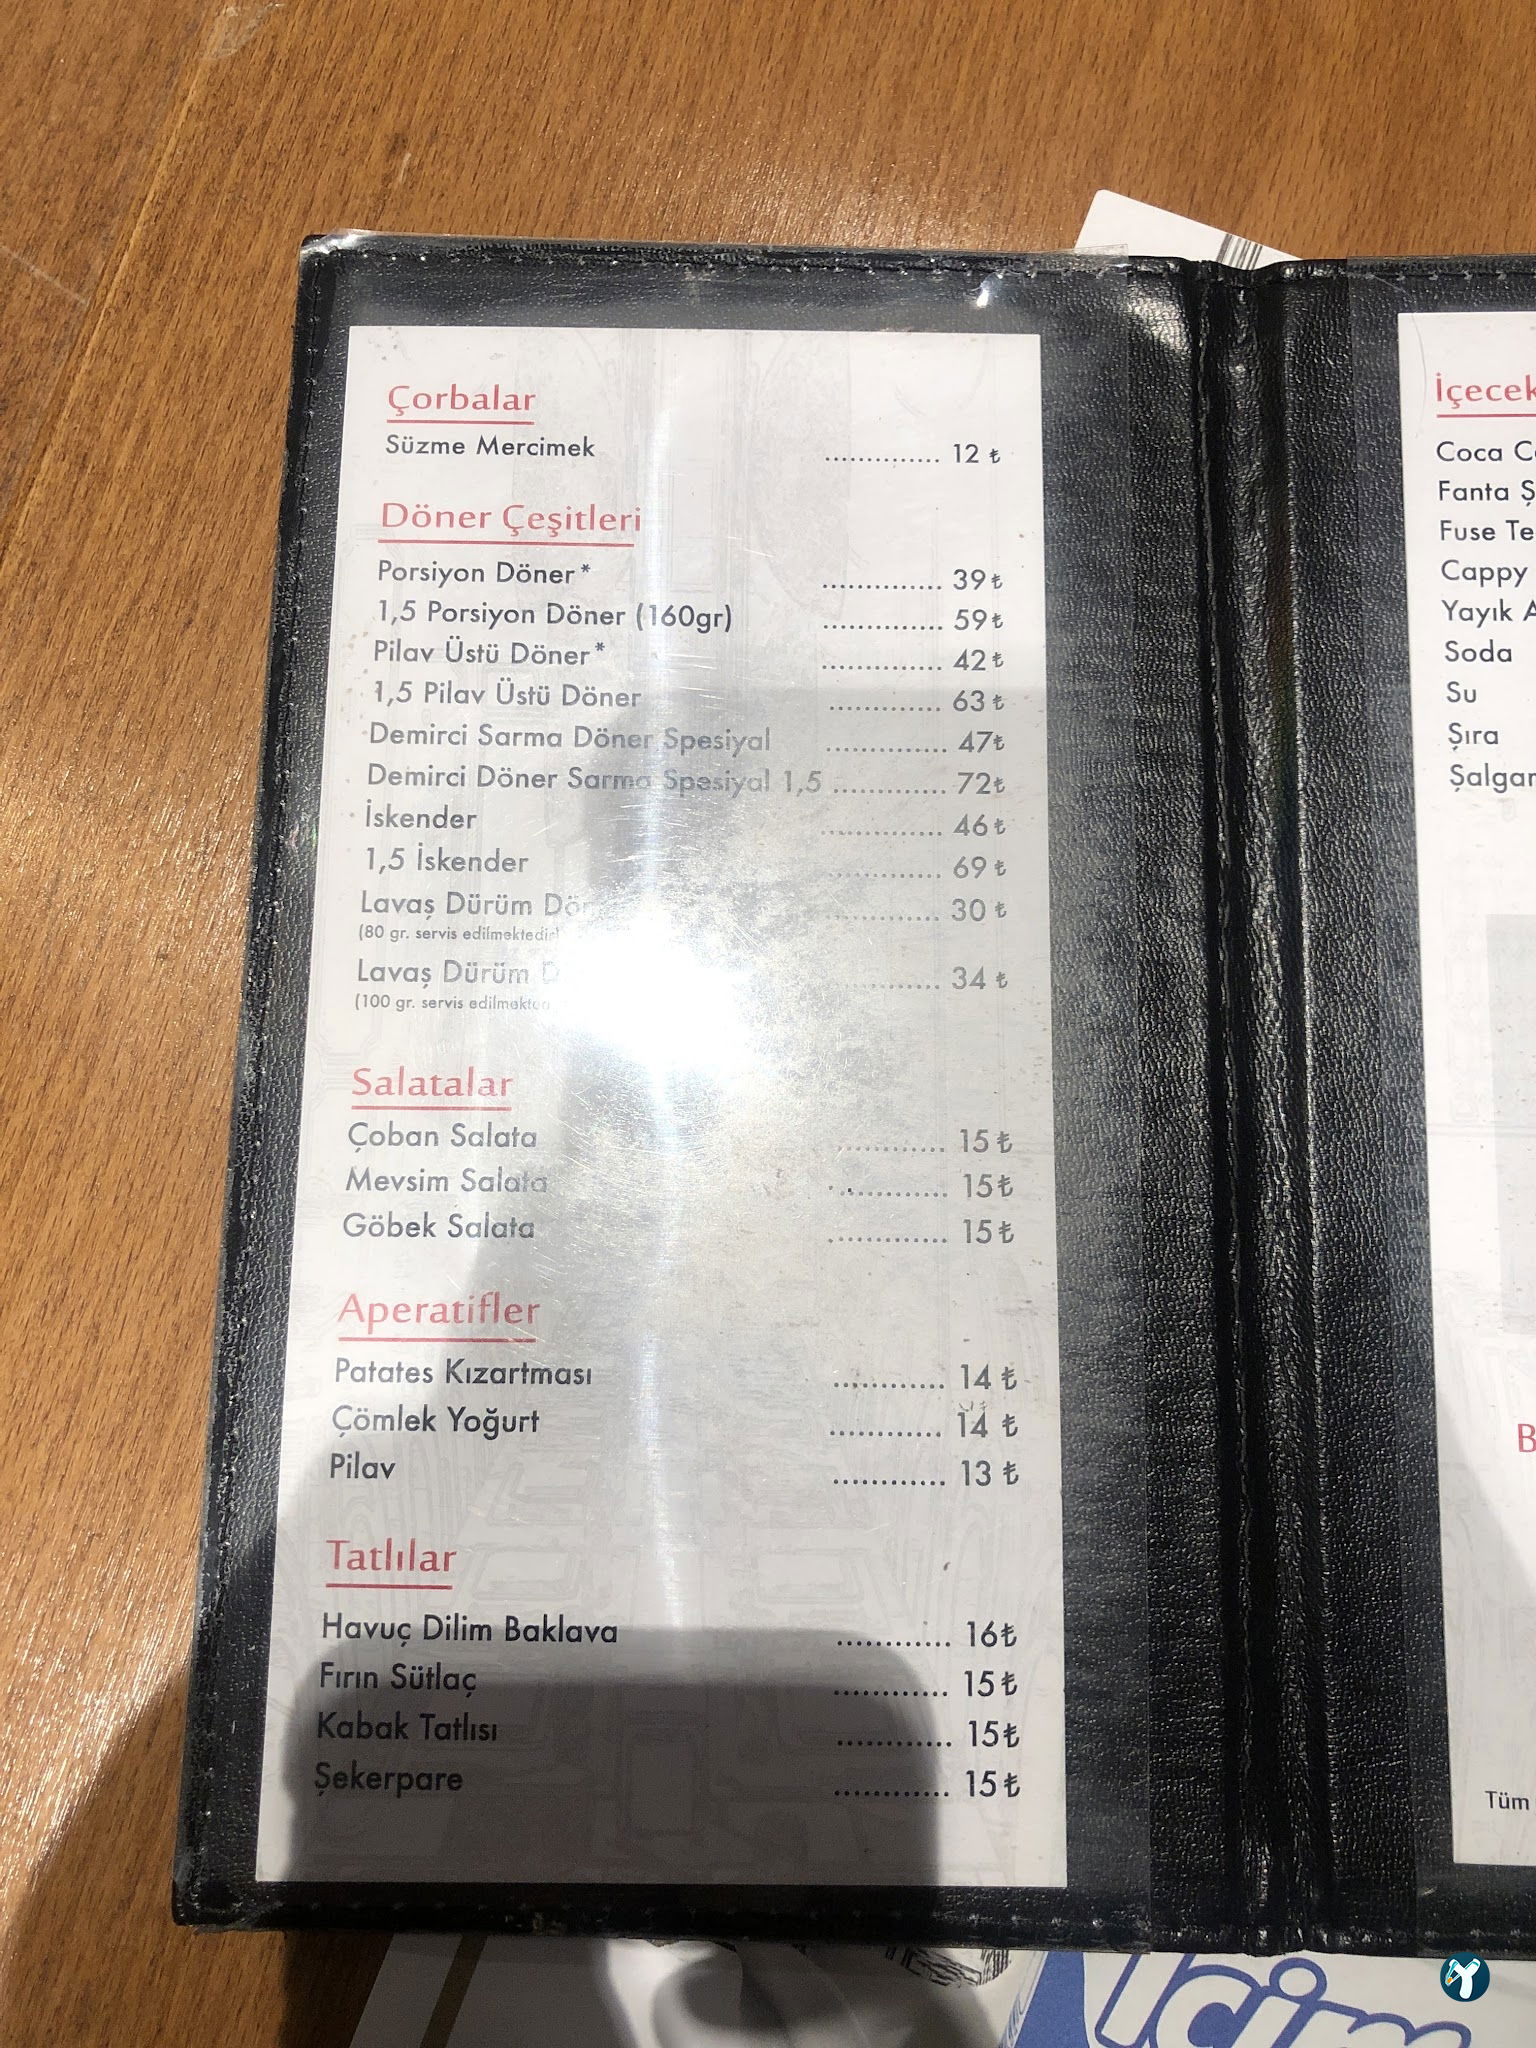 Çorbalar
Süzme Mercimek ............. 12 ₺
Döner Çeşitleri
Porsiyon Döner* ............. 39 ₺
1,5 Porsiyon Döner (160gr) ............. 59 ₺
Pilav Üstü Döner* ............. 42 ₺
1,5 Pilav Üstü Döner ............. 63 ₺
Demirci Sarma Döner Spesiyal ............. 47₺
Demirci Döner Sarma Spesiyal 1,5 ............. 72₺
İskender ............. 46 ₺
1,5 İskender ............. 69 ₺
Lavaş Dürüm ............. 30 ₺
(80 gr. servis
Lavaş Dürüm ............. 34 ₺
(100 gr. servis
Salatalar
Çoban Salata ............. 15 ₺
Mevsim Salata ............. 15₺
Göbek Salata ............. 15₺
Aperatifler
Patates Kızartması ............. 14 ₺
Çömlek Yoğurt ............. 14 ₺
Pilav ............. 13 ₺
Tatlılar
Havuç Dilim Baklava ............. 16₺
Fırın Sütlaç ............. 15₺
Kabak Tatlısı ............. 15₺
Şekerpare ............. 15₺
Coca
Fanta
Fuse
Cappy
Yayık
Soda
Su
Şıra
Tüm
İçim